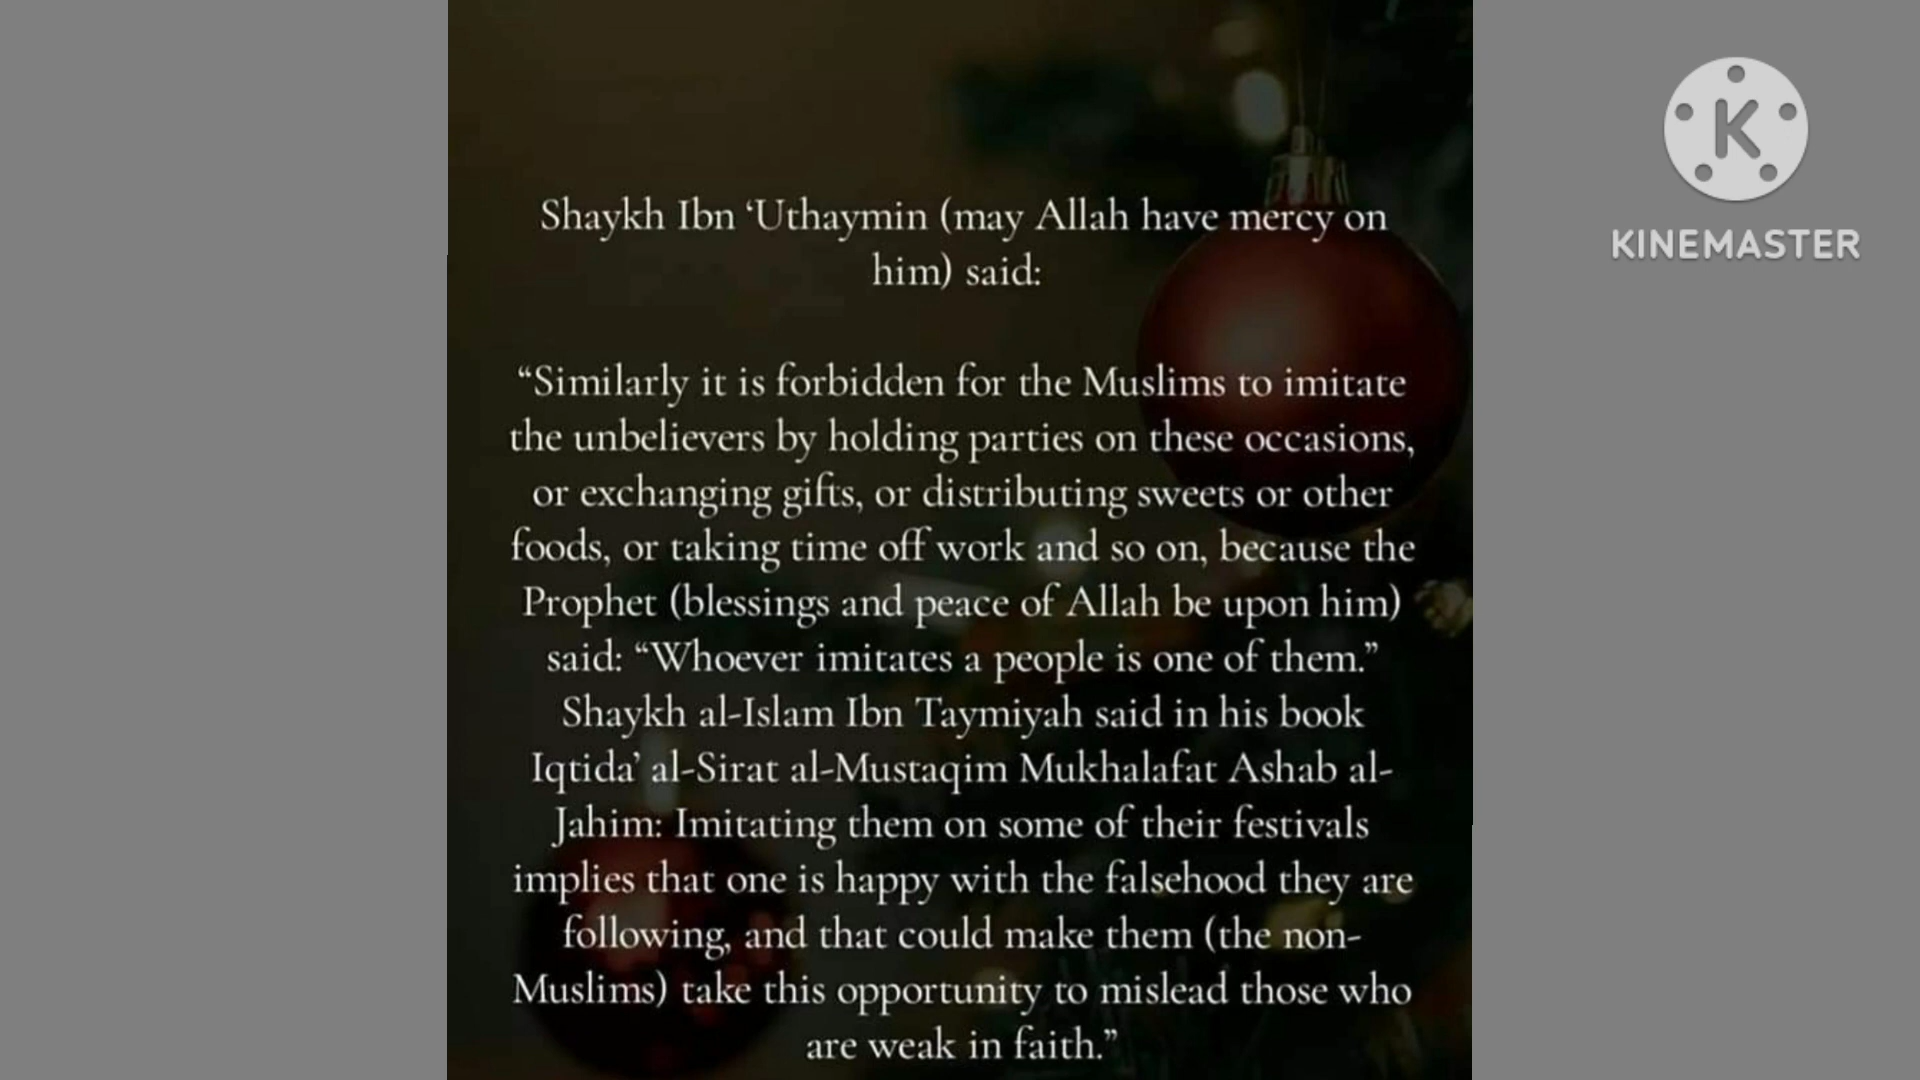 Shaykh Ibn ‘Uthaymin (may Allah have mercy on
him) said:
“Similarly it is forbidden for the Muslims to imitate
the unbelievers by holding parties on these occasions,
or exchanging gifts, or distributing sweets or other
foods, or taking time off work and so on, because the
Prophet (blessings and peace of Allah be upon him)
said: “Whoever imitates a people is one of them.”
Shaykh al-Islam Ibn Taymiyah said in his book
Iqtida’ al-Sirat al-Mustaqim Mukhalafat Ashab al-
Jahim: Imitating them on some of their festivals
implies that one is happy with the falsehood they are
following, and that could make them (the non-
Muslims) take this opportunity to mislead those who
are weak in faith.”
K
KINEMASTER